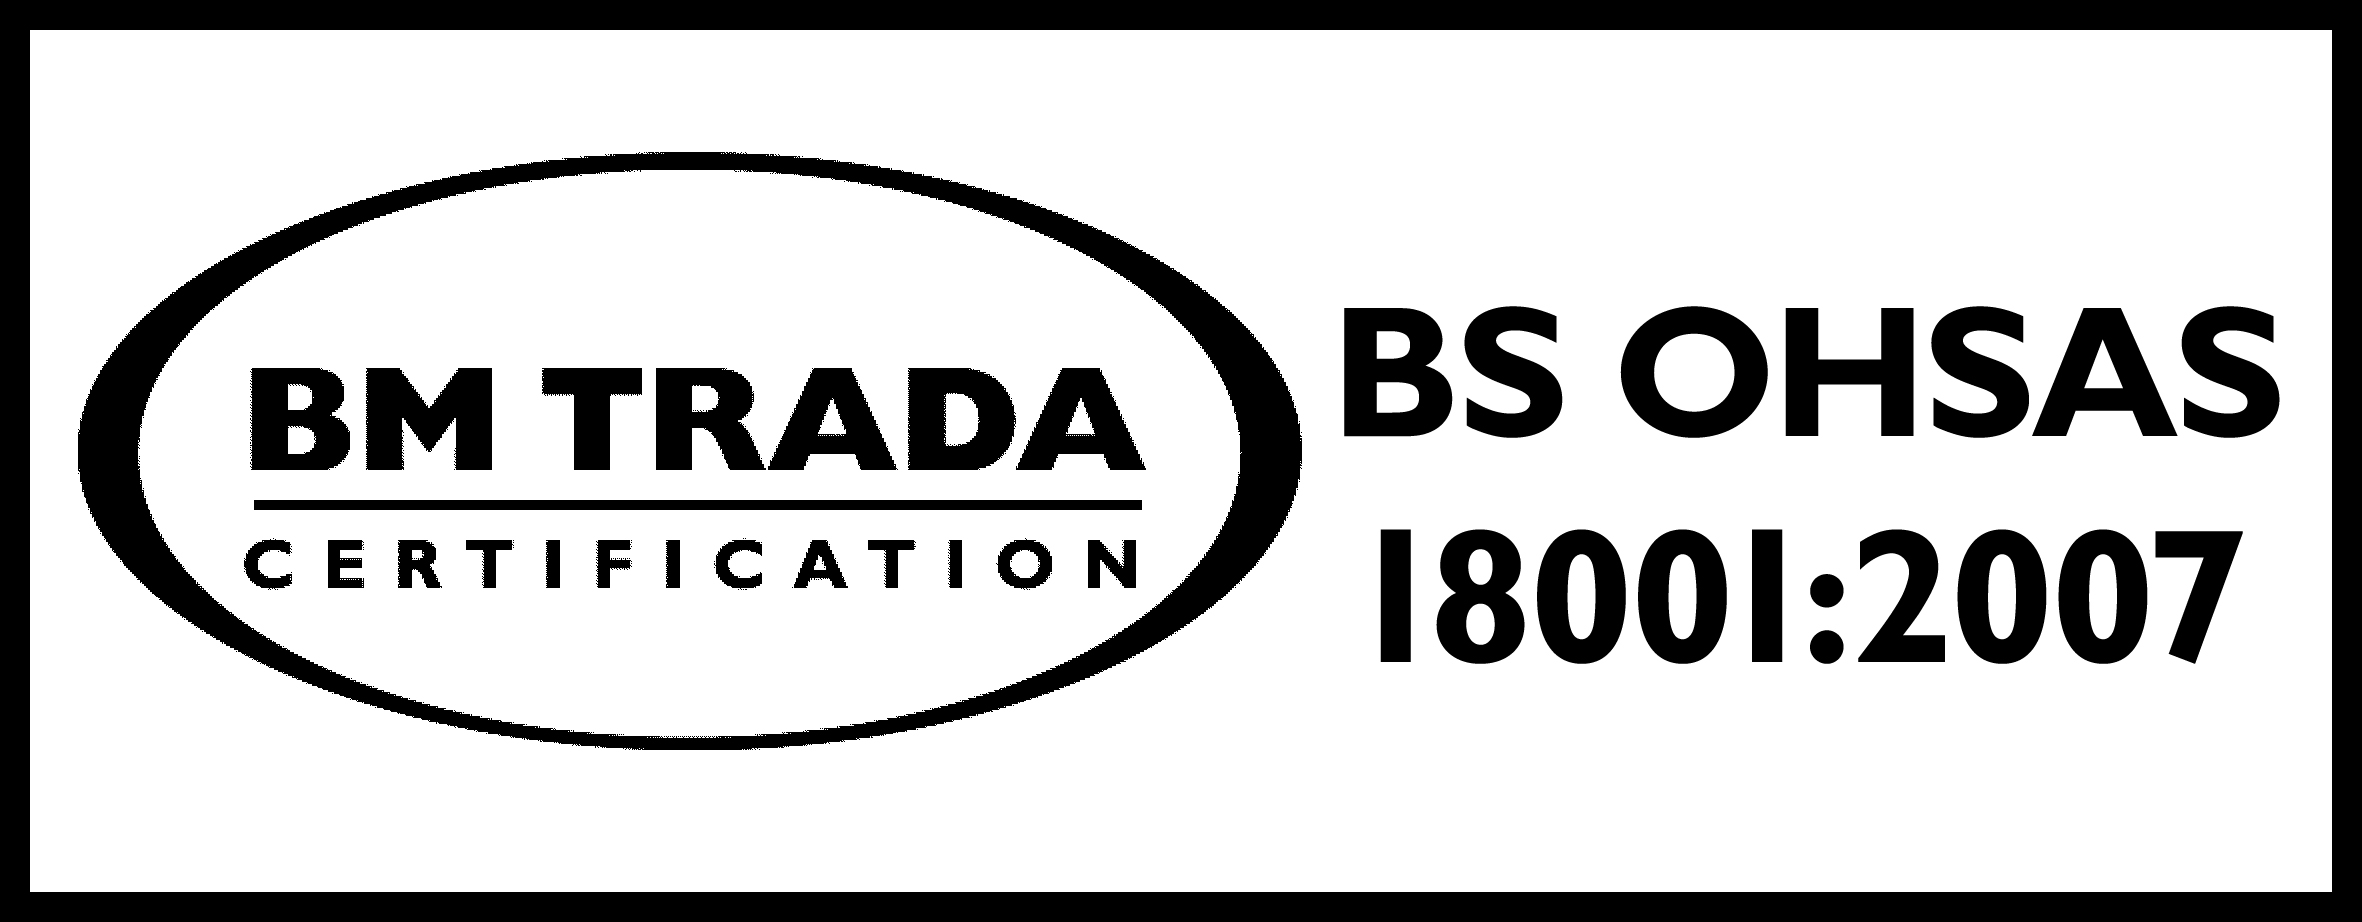 BM TRADA
CERTIFICATION
BS OHSAS
18001:2007